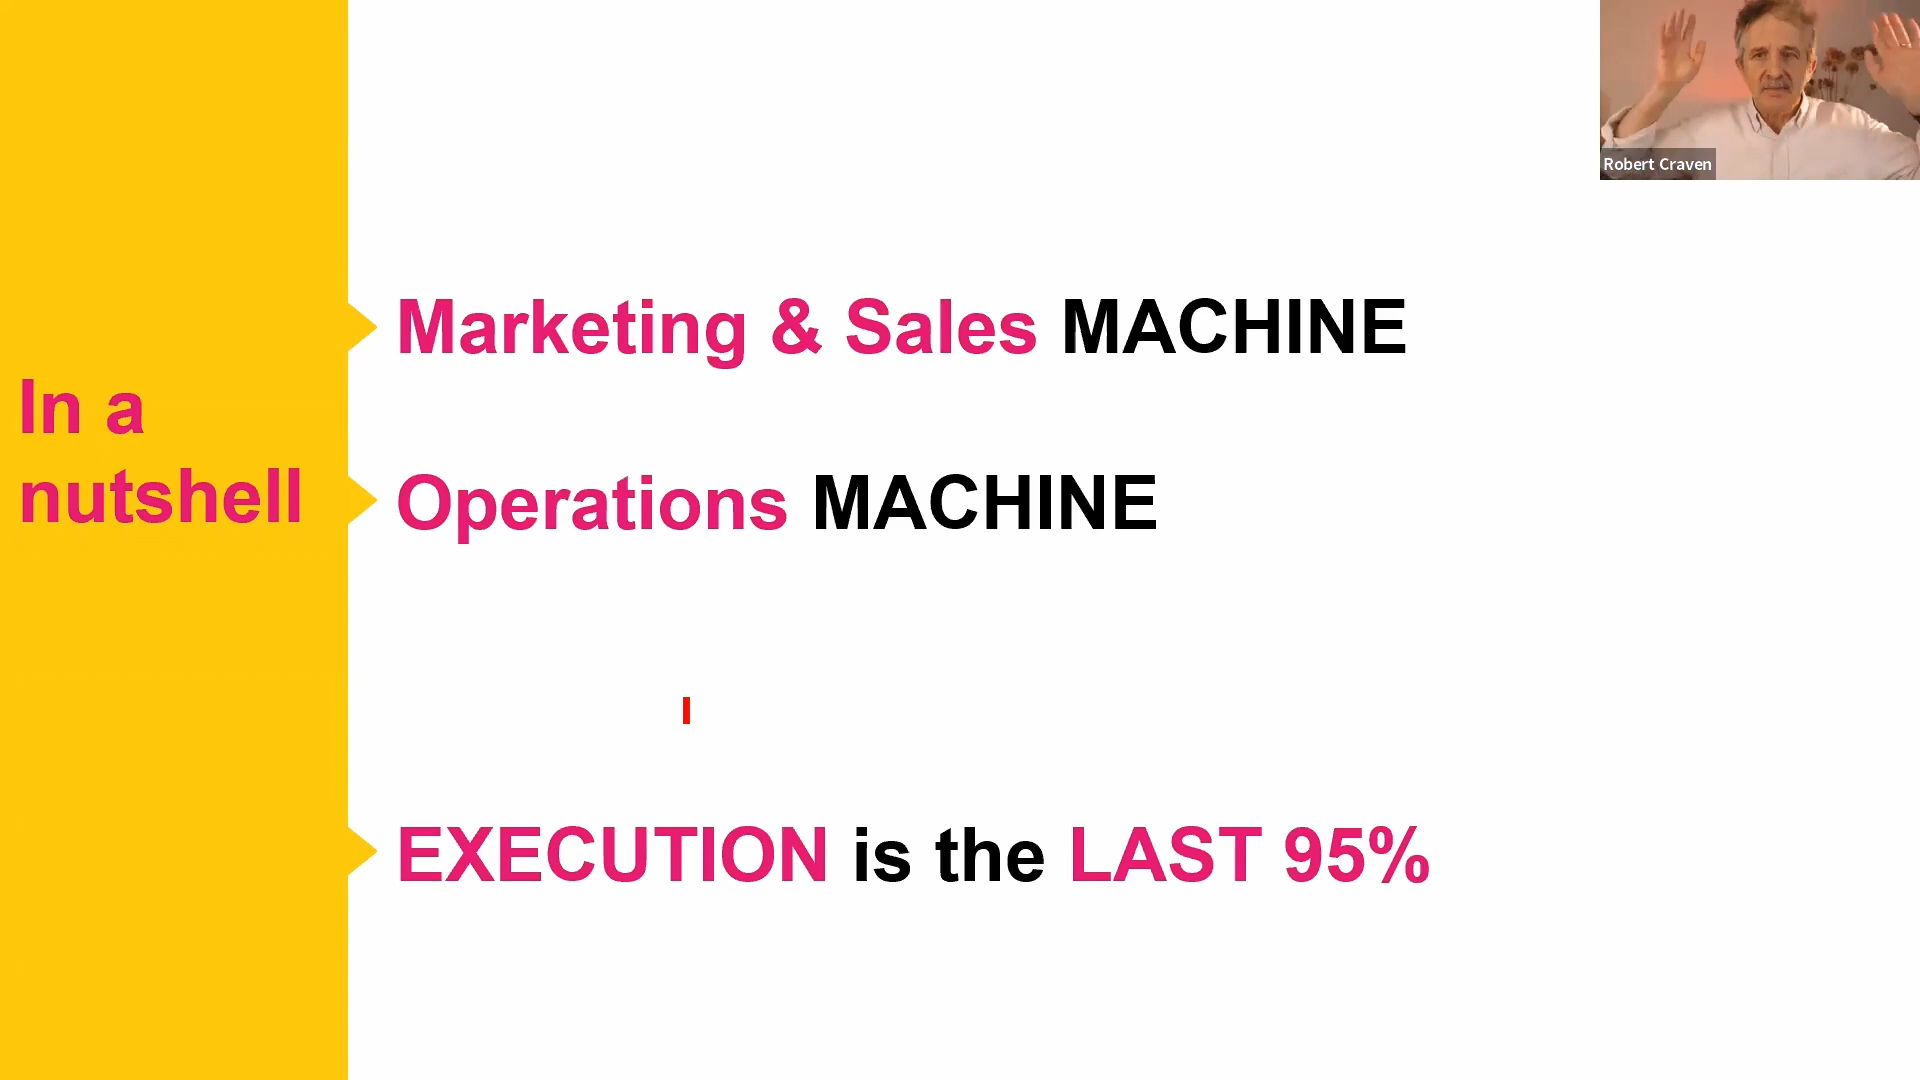 Robert Craven
In a
nutshell
Marketing & Sales MACHINE
Operations MACHINE
EXECUTION is the LAST 95%